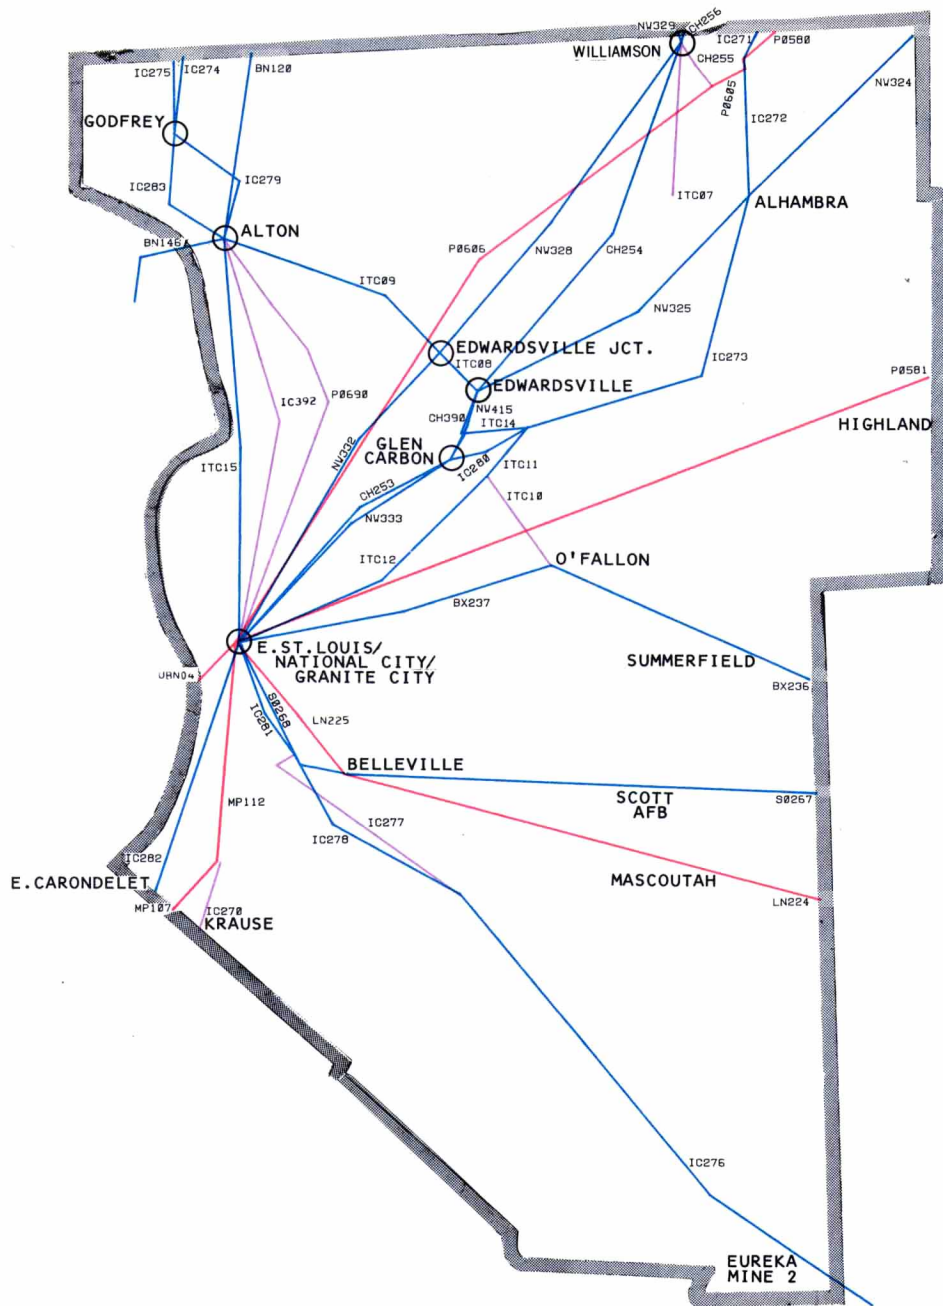 NW329
CH256
IC271
P0580
WILLIAMSON
CH255
IC275
IC274
BN120
P0605
NW324
GODFREY
IC272
IC283
IC279
ITC07
ALHAMBRA
ALTON
BN146
P0606
NW328
CH254
ITC09
NW325
EDWARDSVILLE JCT.
ITC08
IC273
EDWARDSVILLE
P0581
IC392
P0690
NW415
CH390
ITC14
HIGHLAND
GLEN
CARBON
NW332
IC280
ITC11
ITC15
CH253
ITC10
NW333
ITC12
O'FALLON
BX237
E.ST.LOUIS/
NATIONAL CITY/
GRANITE CITY
SUMMERFIELD
BX236
S0268
IC281
LN225
BELLEVILLE
SCOTT
AFB
S0267
MP112
IC277
IC278
IC282
E.CARONDELET
MASCOUTAH
LN224
MP107
IC270
KRAUSE
IC276
EUREKA
MINE 2